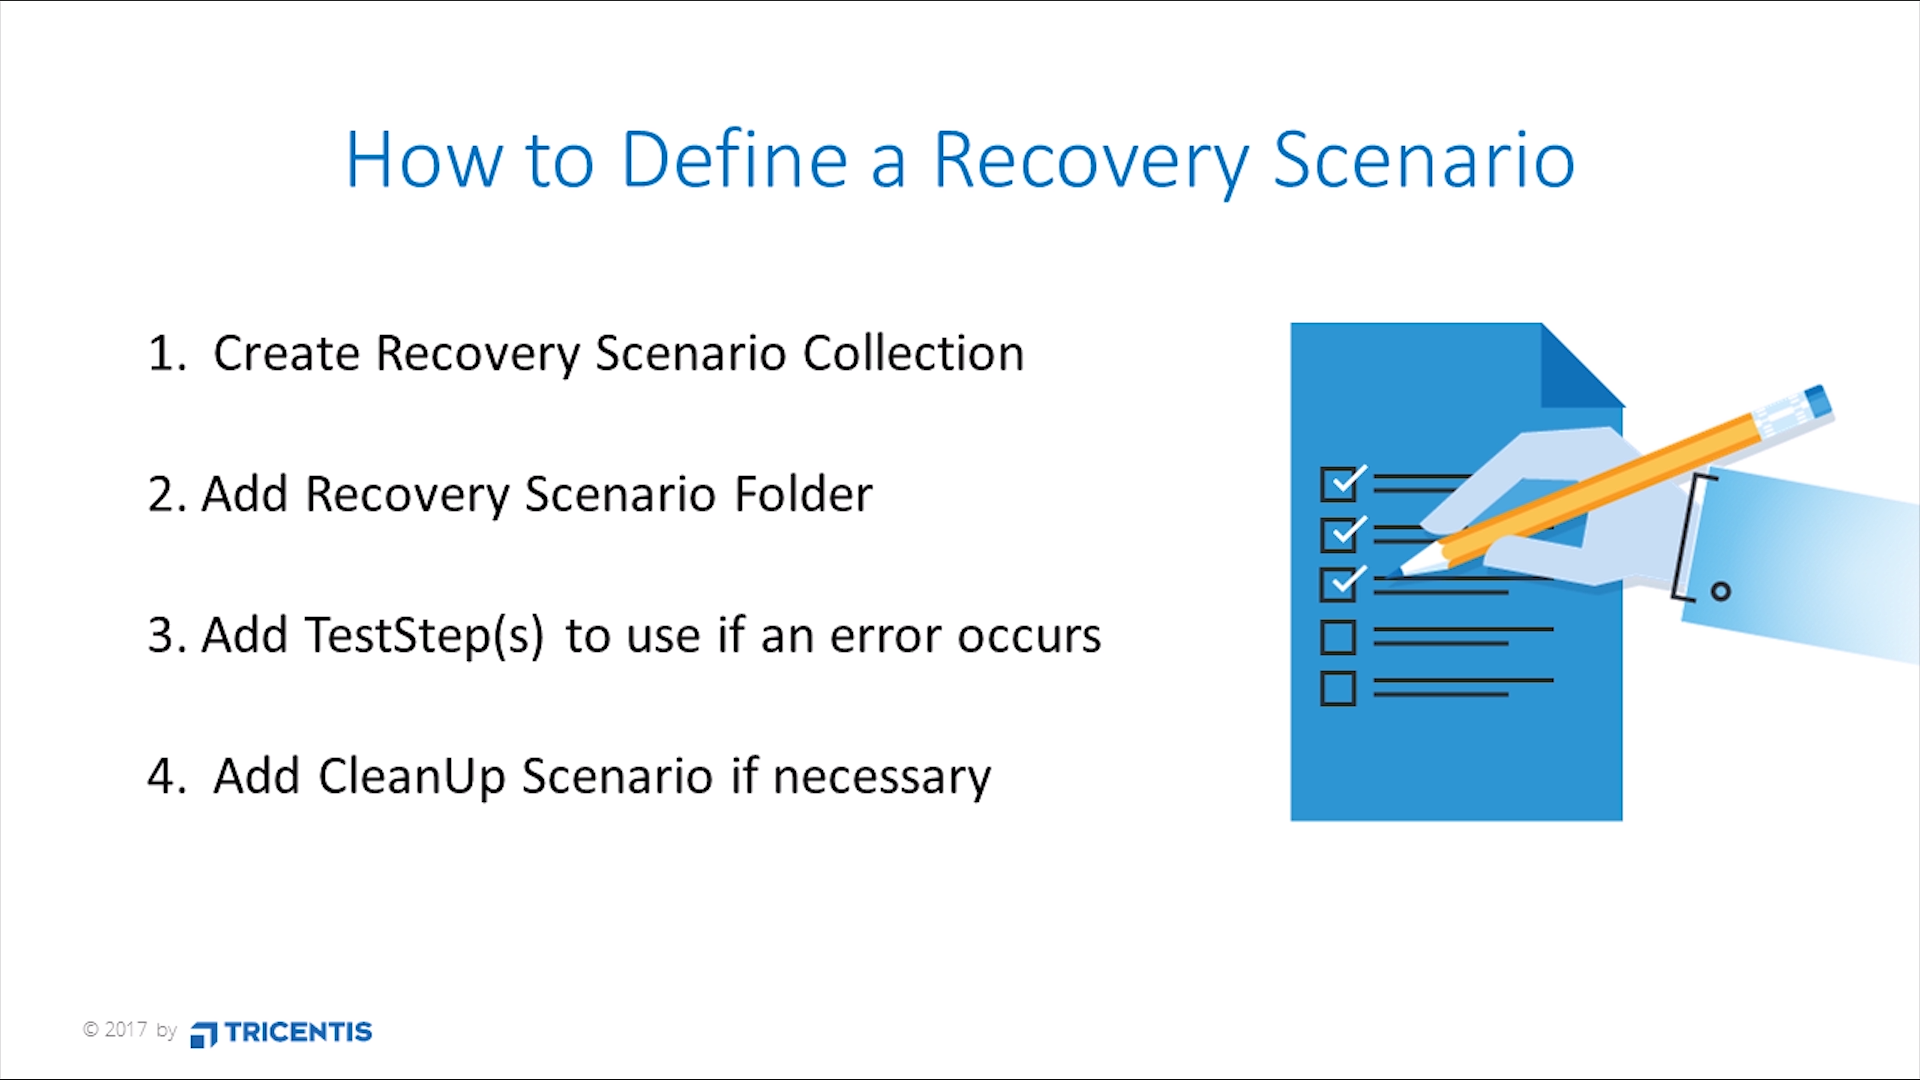 How to Define a Recovery Scenario
1. Create Recovery Scenario Collection
2. Add Recovery Scenario Folder
3. Add TestStep(s) to use if an error occurs
4. Add CleanUp Scenario if necessary
© 2017 by TRICENTIS